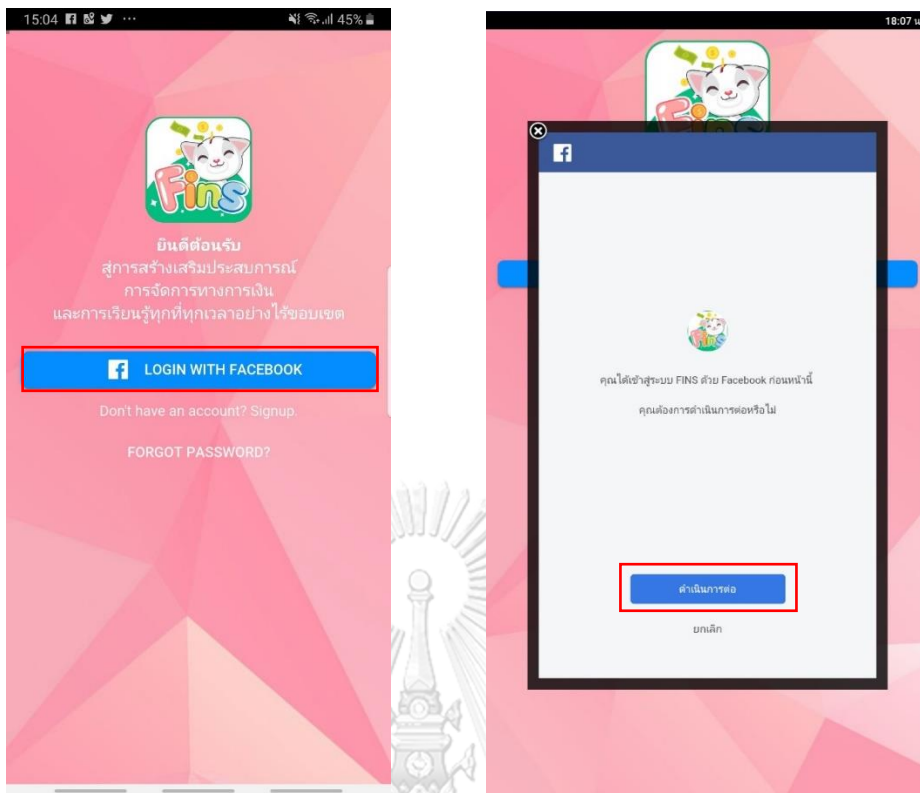 15:04
45%
Fins
ยินดีต้อนรับ
สู่การสร้างเสริมประสบการณ์
การจัดการทางการเงิน
และการเรียนรู้ทุกที่ทุกเวลาอย่างไร้ขอบเขต
LOGIN WITH FACEBOOK
Don't have an account? Signup.
FORGOT PASSWORD?
18:07
คุณได้เข้าสู่ระบบ FINS ด้วย Facebook ก่อนหน้านี้
คุณต้องการดำเนินการต่อหรือไม่
ดำเนินการต่อ
ยกเลิก